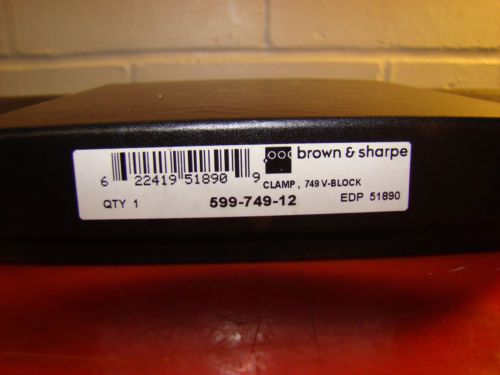 brown & sharpe
6 22419 51890 9
CLAMP, 749 V-BLOCK
QTY 1 599-749-12 EDP 51890